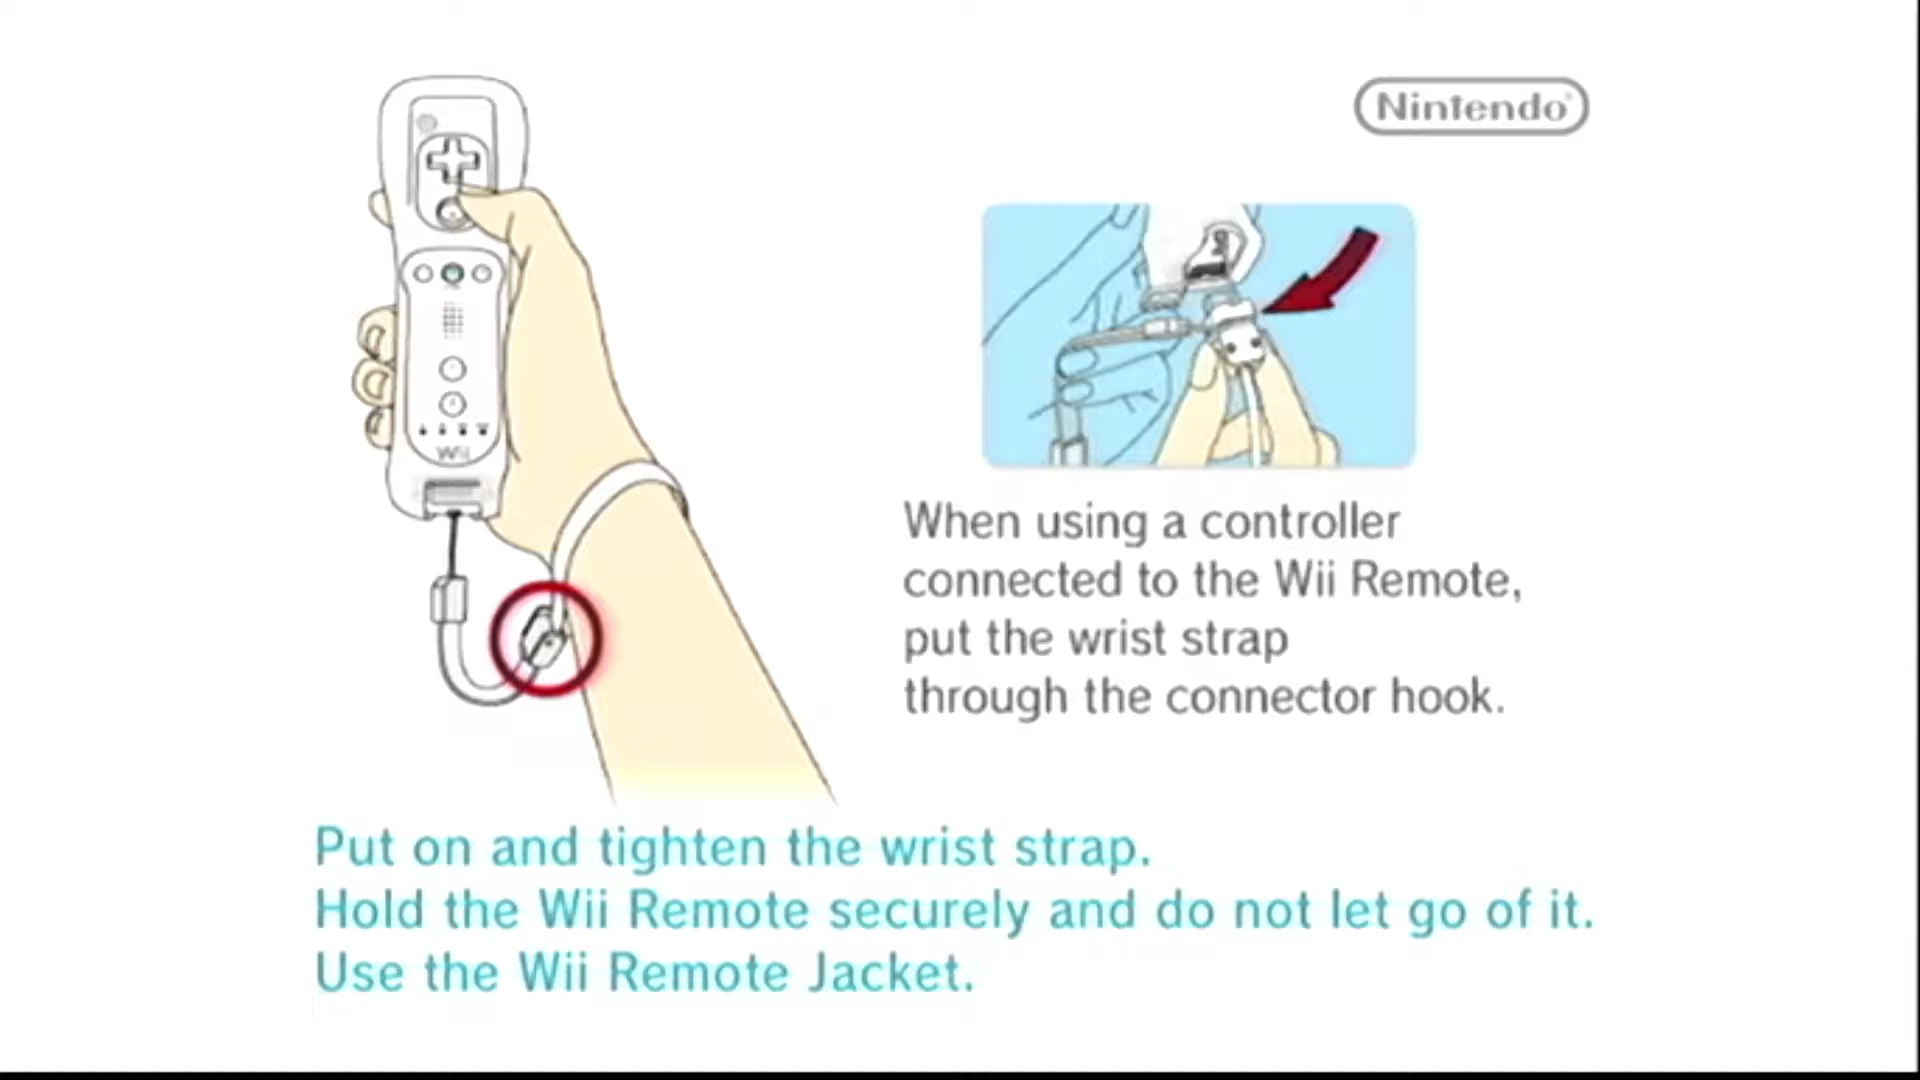 Nintendo
Wii
When using a controller
connected to the Wii Remote,
put the wrist strap
through the connector hook.
Put on and tighten the wrist strap.
Hold the Wii Remote securely and do not let go of it.
Use the Wii Remote Jacket.